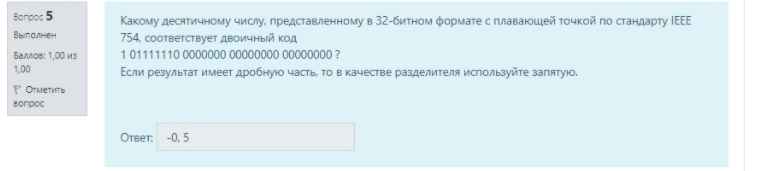 Вопрос 5
Выполнен
Баллов: 1,00 из
1,00
Отметить
вопрос
Какому десятичному числу, представленному в 32-битном формате с плавающей точкой по стандарту IEEE
754, соответствует двоичный код
1 01111110 0000000 00000000 00000000 ?
Если результат имеет дробную часть, то в качестве разделителя используйте запятую.
Ответ: -0, 5